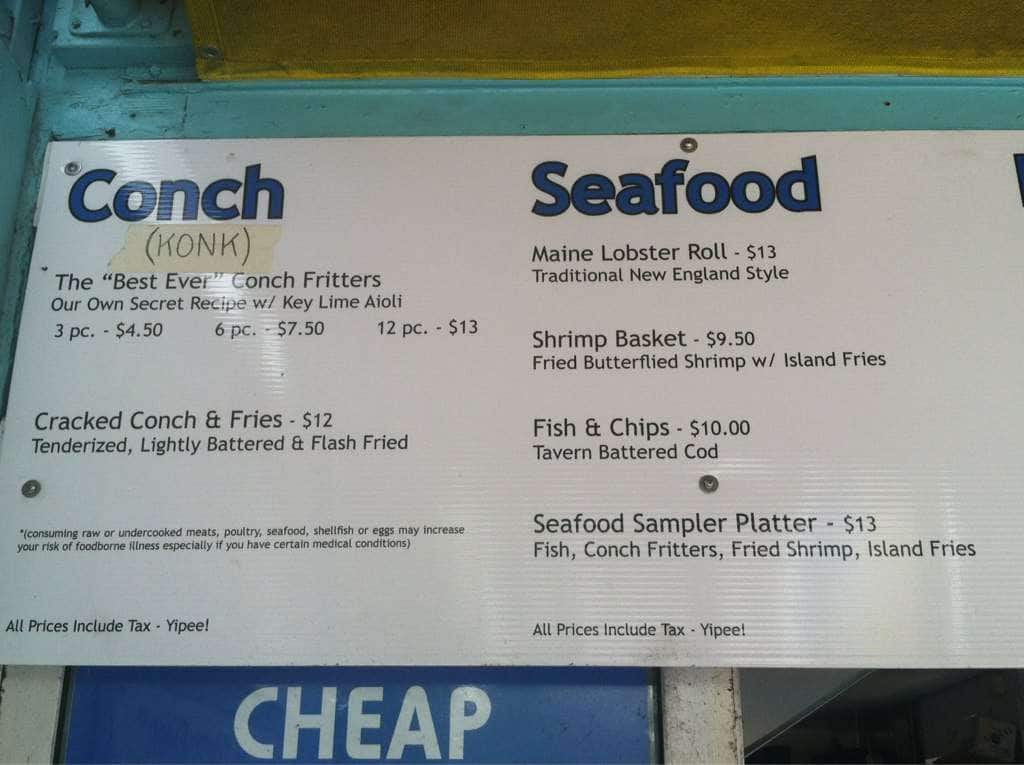 Conch
(KONK)
The "Best Ever" Conch Fritters
Our Own Secret Recipe w/ Key Lime Aioli
3 pc. - $4.50 6 pc. - $7.50 12 pc. - $13
Cracked Conch & Fries - $12
Tenderized, Lightly Battered & Flash Fried
*(consuming raw or undercooked meats, poultry, seafood, shellfish or eggs may increase
your risk of foodborne illness especially if you have certain medical conditions)
All Prices Include Tax - Yipee!
Seafood
Maine Lobster Roll - $13
Traditional New England Style
Shrimp Basket - $9.50
Fried Butterflied Shrimp w/ Island Fries
Fish & Chips - $10.00
Tavern Battered Cod
Seafood Sampler Platter - $13
Fish, Conch Fritters, Fried Shrimp, Island Fries
All Prices Include Tax - Yipee!
CHEAP